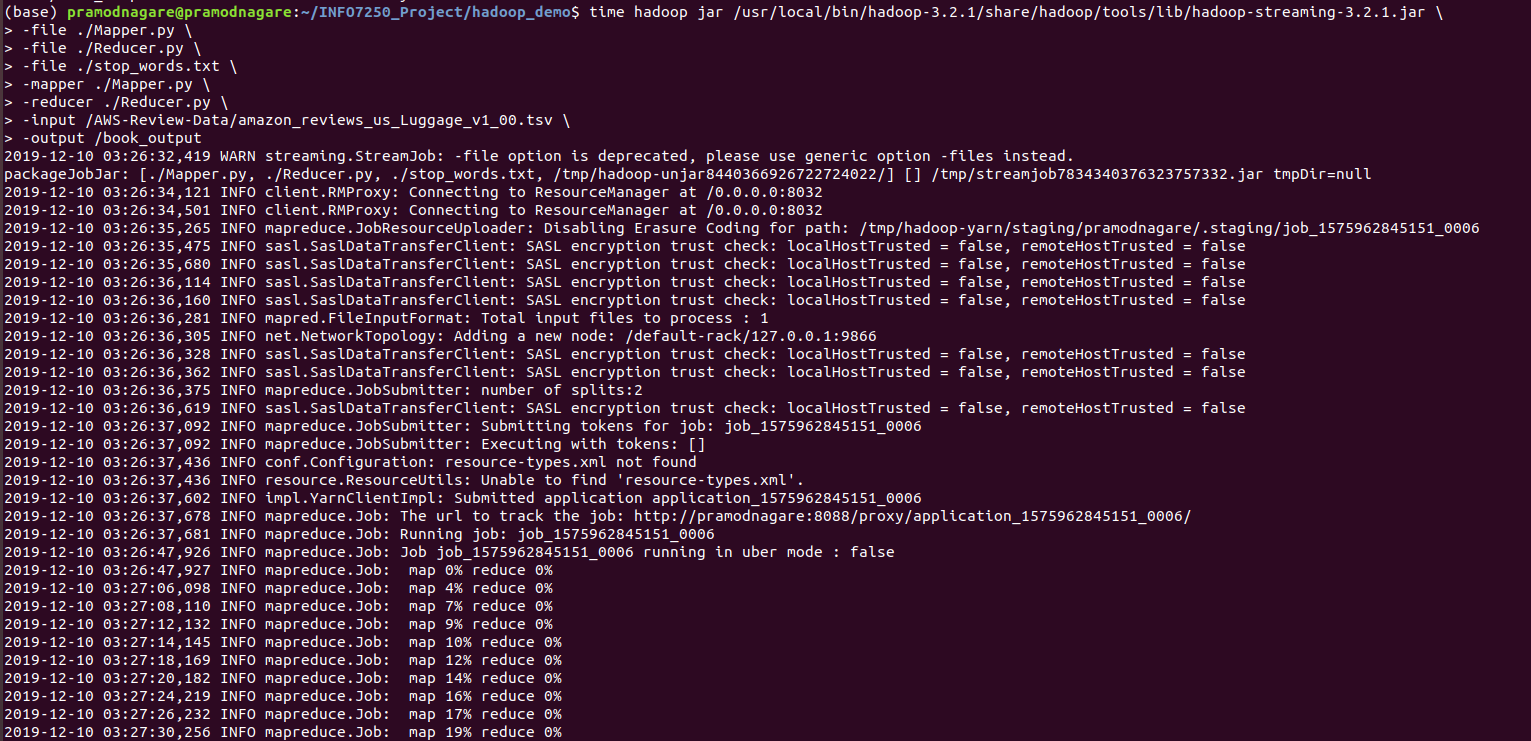 (base) pramodnagare@pramodnagare:~/INFO7250_Project/hadoop_demo$ time hadoop jar /usr/local/bin/hadoop-3.2.1/share/hadoop/tools/lib/hadoop-streaming-3.2.1.jar \
> -file ./Mapper.py \
> -file ./Reducer.py \
> -file ./stop_words.txt \
> -mapper ./Mapper.py \
> -reducer ./Reducer.py \
> -input /AWS-Review-Data/amazon_reviews_us_Luggage_v1_00.tsv \
> -output /book_output
2019-12-10 03:26:32,419 WARN streaming.StreamJob: -file option is deprecated, please use generic option -files instead.
packageJobJar: [./Mapper.py, ./Reducer.py, ./stop_words.txt, /tmp/hadoop-unjar8440366926722724022/] [] /tmp/streamjob7834340376323757332.jar tmpDir=null
2019-12-10 03:26:34,121 INFO client.RMProxy: Connecting to ResourceManager at /0.0.0.0:8032
2019-12-10 03:26:34,501 INFO client.RMProxy: Connecting to ResourceManager at /0.0.0.0:8032
2019-12-10 03:26:35,265 INFO mapreduce.JobResourceUploader: Disabling Erasure Coding for path: /tmp/hadoop-yarn/staging/pramodnagare/.staging/job_1575962845151_0006
2019-12-10 03:26:35,475 INFO sasl.SaslDataTransferClient: SASL encryption trust check: localHostTrusted = false, remoteHostTrusted = false
2019-12-10 03:26:35,680 INFO sasl.SaslDataTransferClient: SASL encryption trust check: localHostTrusted = false, remoteHostTrusted = false
2019-12-10 03:26:36,114 INFO sasl.SaslDataTransferClient: SASL encryption trust check: localHostTrusted = false, remoteHostTrusted = false
2019-12-10 03:26:36,160 INFO sasl.SaslDataTransferClient: SASL encryption trust check: localHostTrusted = false, remoteHostTrusted = false
2019-12-10 03:26:36,281 INFO mapred.FileInputFormat: Total input files to process : 1
2019-12-10 03:26:36,305 INFO net.NetworkTopology: Adding a new node: /default-rack/127.0.0.1:9866
2019-12-10 03:26:36,328 INFO sasl.SaslDataTransferClient: SASL encryption trust check: localHostTrusted = false, remoteHostTrusted = false
2019-12-10 03:26:36,362 INFO sasl.SaslDataTransferClient: SASL encryption trust check: localHostTrusted = false, remoteHostTrusted = false
2019-12-10 03:26:36,375 INFO mapreduce.JobSubmitter: number of splits:2
2019-12-10 03:26:36,619 INFO sasl.SaslDataTransferClient: SASL encryption trust check: localHostTrusted = false, remoteHostTrusted = false
2019-12-10 03:26:37,092 INFO mapreduce.JobSubmitter: Submitting tokens for job: job_1575962845151_0006
2019-12-10 03:26:37,092 INFO mapreduce.JobSubmitter: Executing with tokens: []
2019-12-10 03:26:37,436 INFO conf.Configuration: resource-types.xml not found
2019-12-10 03:26:37,436 INFO resource.ResourceUtils: Unable to find 'resource-types.xml'.
2019-12-10 03:26:37,602 INFO impl.YarnClientImpl: Submitted application application_1575962845151_0006
2019-12-10 03:26:37,678 INFO mapreduce.Job: The url to track the job: http://pramodnagare:8088/proxy/application_1575962845151_0006/
2019-12-10 03:26:37,681 INFO mapreduce.Job: Running job: job_1575962845151_0006
2019-12-10 03:26:47,926 INFO mapreduce.Job: Job job_1575962845151_0006 running in uber mode : false
2019-12-10 03:26:47,927 INFO mapreduce.Job:  map 0% reduce 0%
2019-12-10 03:27:06,098 INFO mapreduce.Job:  map 4% reduce 0%
2019-12-10 03:27:08,110 INFO mapreduce.Job:  map 7% reduce 0%
2019-12-10 03:27:12,132 INFO mapreduce.Job:  map 9% reduce 0%
2019-12-10 03:27:14,145 INFO mapreduce.Job:  map 10% reduce 0%
2019-12-10 03:27:18,169 INFO mapreduce.Job:  map 12% reduce 0%
2019-12-10 03:27:20,182 INFO mapreduce.Job:  map 14% reduce 0%
2019-12-10 03:27:24,219 INFO mapreduce.Job:  map 16% reduce 0%
2019-12-10 03:27:26,232 INFO mapreduce.Job:  map 17% reduce 0%
2019-12-10 03:27:30,256 INFO mapreduce.Job:  map 19% reduce 0%